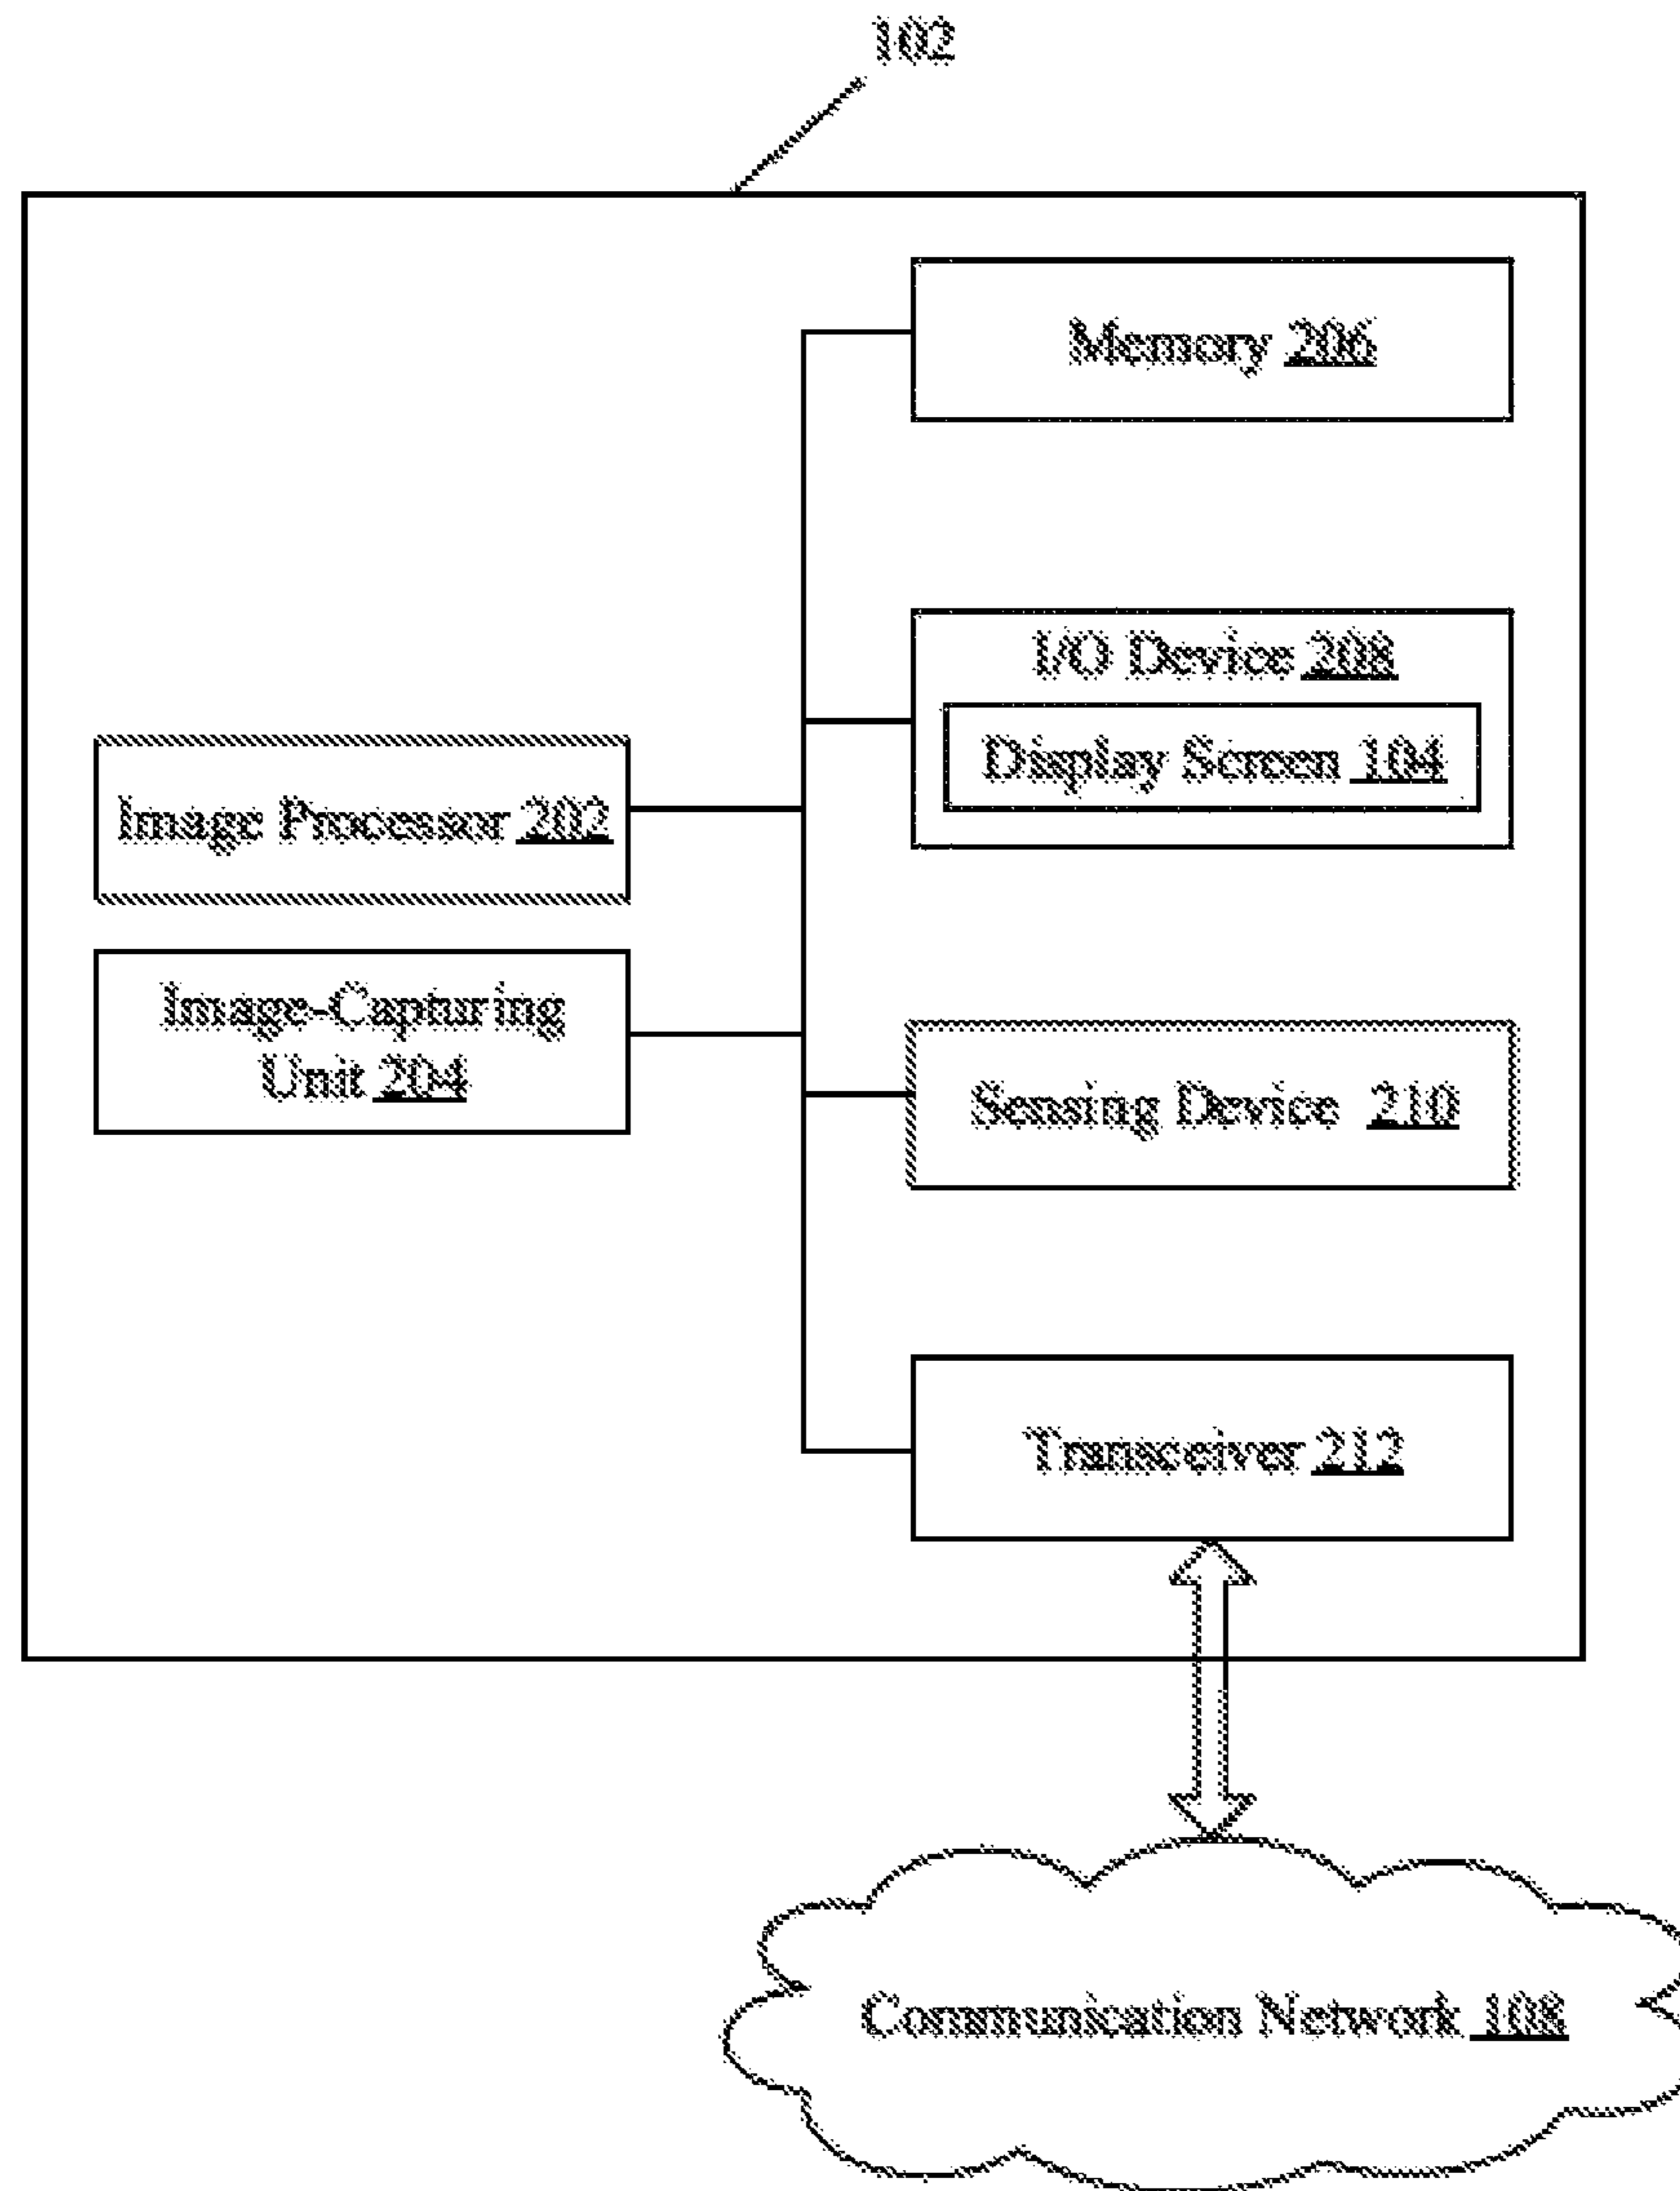 102
Memory 206
I/O Device 208
Display Screen 104
Image Processor 202
Image-Capturing
Unit 204
Sensing Device 210
Transceiver 212
Communication Network 108